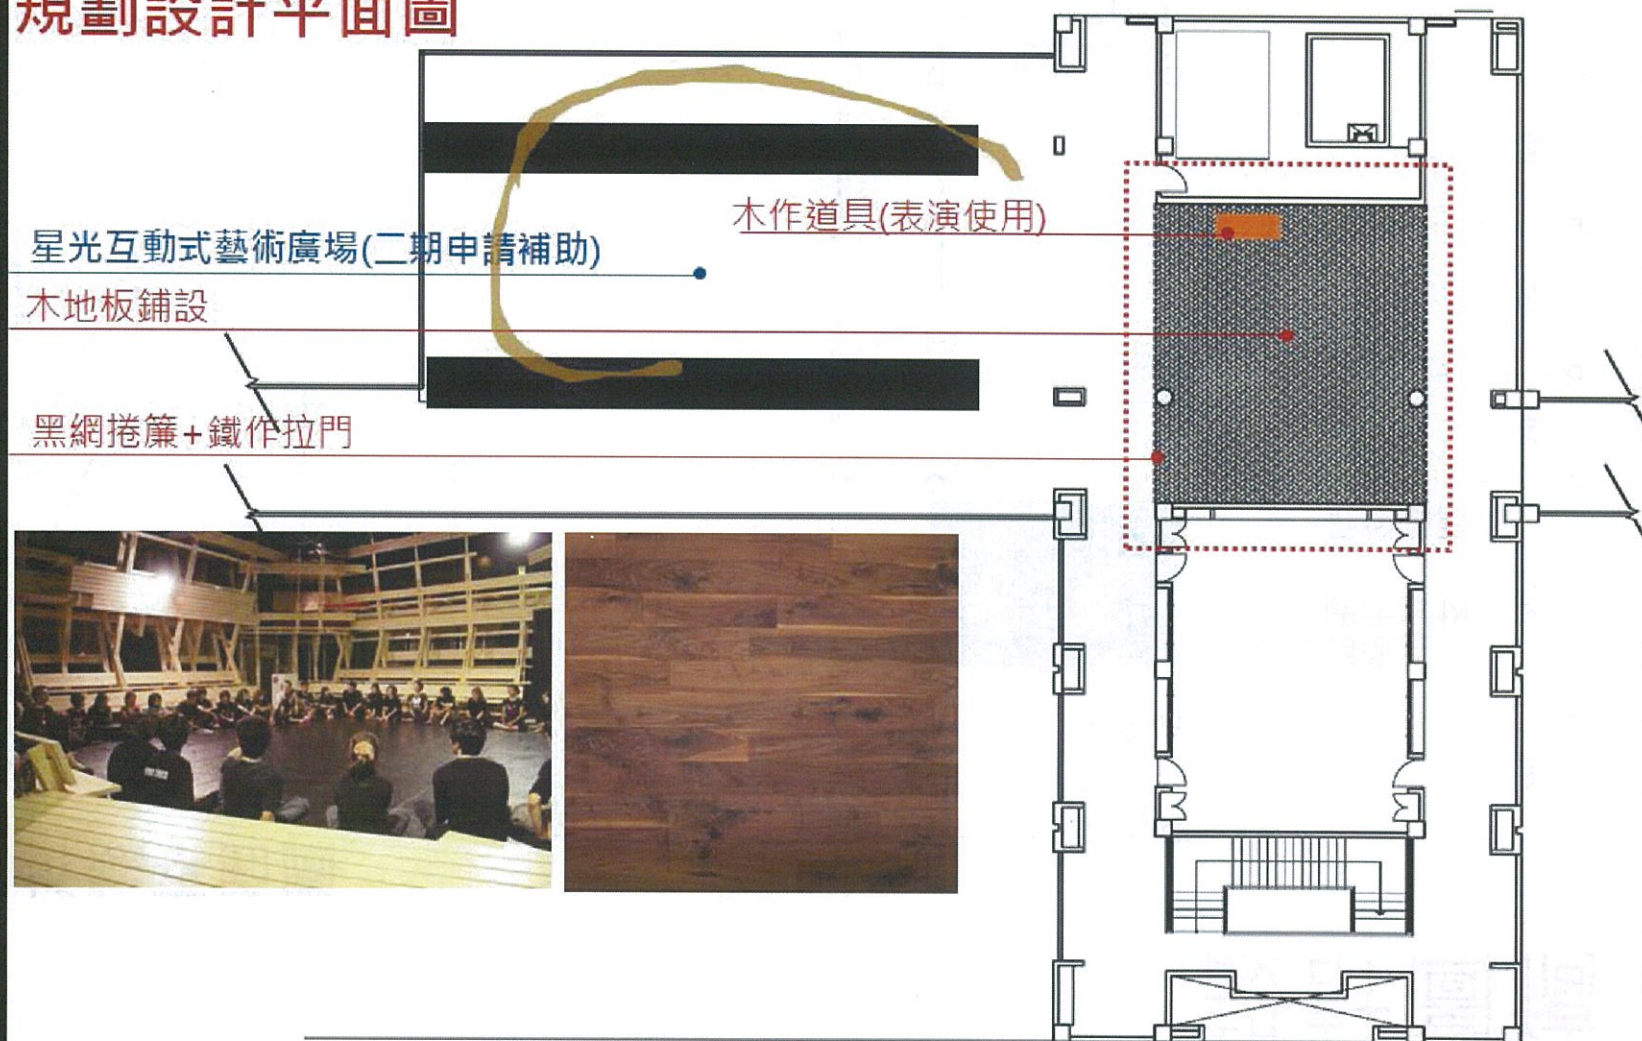 規劃設計平面圖
木作道具(表演使用)
星光互動式藝術廣場(二期申請補助)
木地板鋪設
黑網捲簾+鐵作拉門